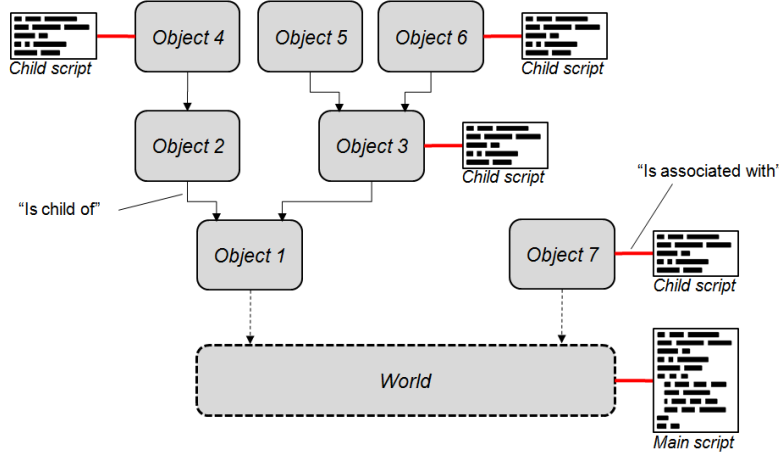 Object 4
Object 5
Object 6
Child script
Child script
Object 2
Object 3
Child script
"Is child of"
"Is associated with'
Object 1
Object 7
Child script
World
Main script